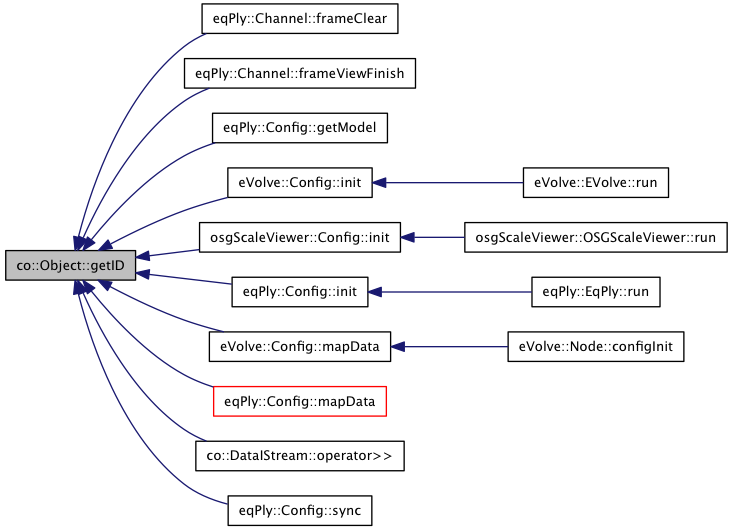 eqPly::Channel::frameClear
eqPly::Channel::frameViewFinish
eqPly::Config::getModel
eVolve::Config::init
eVolve::EVolve::run
osgScaleViewer::Config::init
osgScaleViewer::OSGScaleViewer::run
co::Object::getID
eqPly::Config::init
eqPly::EqPly::run
eVolve::Config::mapData
eVolve::Node::configInit
eqPly::Config::mapData
co::DataIStream::operator>>
eqPly::Config::sync